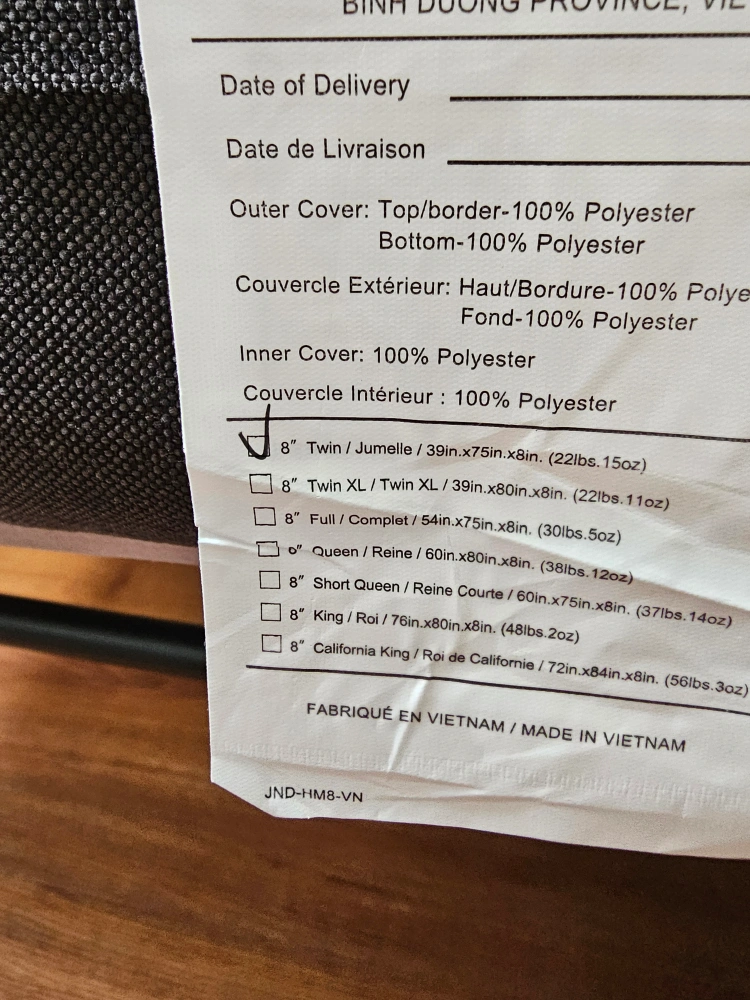 BINH DUONG PROVINCE,
Date of Delivery
Date de Livraison
Outer Cover: Top/border-100% Polyester
Bottom-100% Polyester
Couvercle Extérieur: Haut/Bordure-100%
Fond-100% Polyester
Inner Cover: 100% Polyester
Couvercle Intérieur : 100% Polyester
8" Twin / Jumelle / 39in.x75in.x8in. (22lbs.15oz)
8" Twin XL / Twin XL / 39in.x80in.x8in. (22lbs.11oz)
8" Full / Complet / 54in.x75in.x8in. (30lbs.5oz)
Queen / Reine / 60in.x80in.x8in. (38lbs.12oz)
8" Short Queen / Reine Courte / 60in.x75in.x8in. (37lbs.14oz)
8" King / Roi / 76in.x80in.x8in. (48lbs.2oz)
8" California King / Roi de Californie / 72in.x84in.x8in. (56lbs.3oz)
FABRIQUÉ EN VIETNAM / MADE IN VIETNAM
JND-HM8-VN